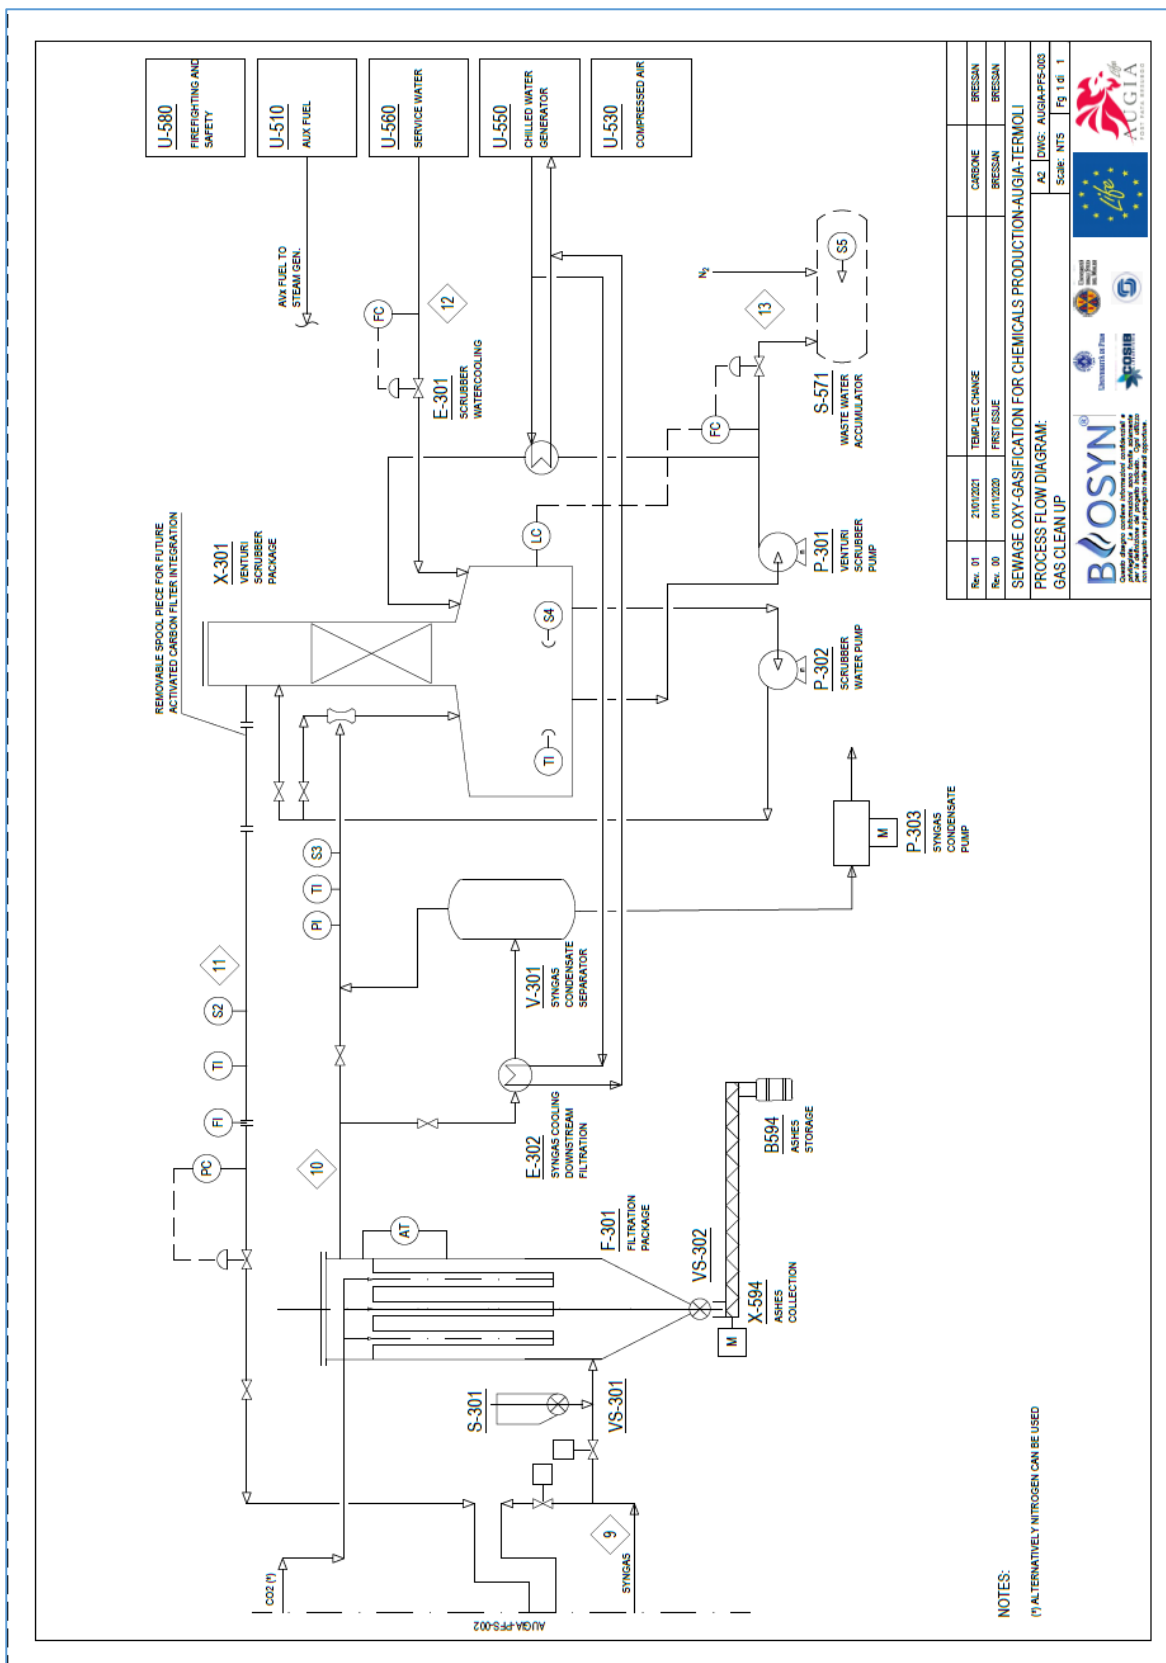 U-580
FIREFIGHTING AND
SAFETY
U-510
AUX FUEL
U-560
SERVICE WATER
U-550
CHILLED WATER
GENERATOR
U-530
COMPRESSED AIR
AVx FUEL TO
STEAM GEN.
FC
12
E-301
SCRUBBER
WATERCOOLING
N2
S5
13
S-571
WASTE WATER
ACCUMULATOR
FC
LC
REMOVABLE SPOOL PIECE FOR FUTURE
ACTIVATED CARBON FILTER INTEGRATION
X-301
VENTURI
SCRUBBER
PACKAGE
S4
TI
P-301
VENTURI
SCRUBBER
PUMP
P-302
SCRUBBER
WATER PUMP
P-303
SYNGAS
CONDENSATE
PUMP
M
S3
TI
PI
11
S2
TI
FI
PC
10
V-301
SYNGAS
CONDENSATE
SEPARATOR
E-302
SYNGAS COOLING
DOWNSTREAM
FILTRATION
B594
ASHES
STORAGE
AT
F-301
FILTRATION
PACKAGE
VS-302
X-594
ASHES
COLLECTION
M
S-301
VS-301
9
SYNGAS
CO2 (*)
AUGIA-PFS-002
NOTES:
(*) ALTERNATIVELY NITROGEN CAN BE USED
Rev. 01 21/01/2021 TEMPLATE CHANGE CARBONE BRESSAN
Rev. 00 01/11/2020 FIRST ISSUE BRESSAN BRESSAN
SEWAGE OXY-GASIFICATION FOR CHEMICALS PRODUCTION-AUGIA-TERMOLI
PROCESS FLOW DIAGRAM:
GAS CLEAN UP
A2 DWG: AUGIA-PFS-003
Scale: NTS Pg 1 di 1
BIOSYN®
COSIB
Life
life
AUGIA